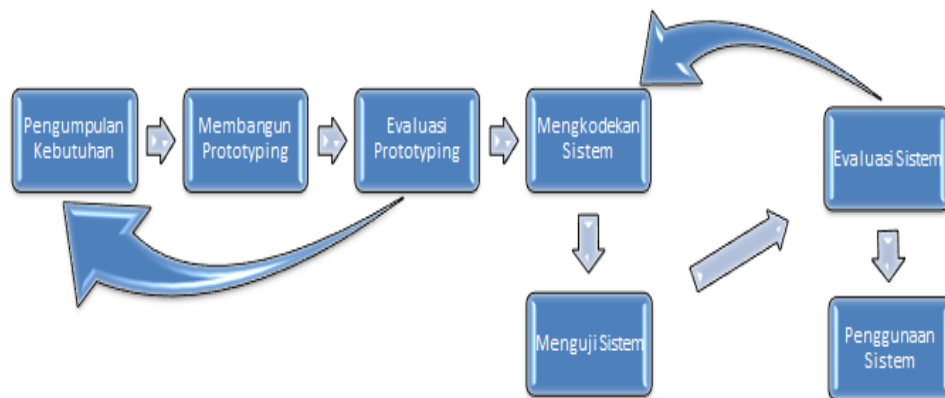 Pengumpulan
Kebutuhan
Membangun
Prototyping
Evaluasi
Prototyping
Mengkodekan
Sistem
Evaluasi Sistem
Menguji Sistem
Penggunaan
Sistem